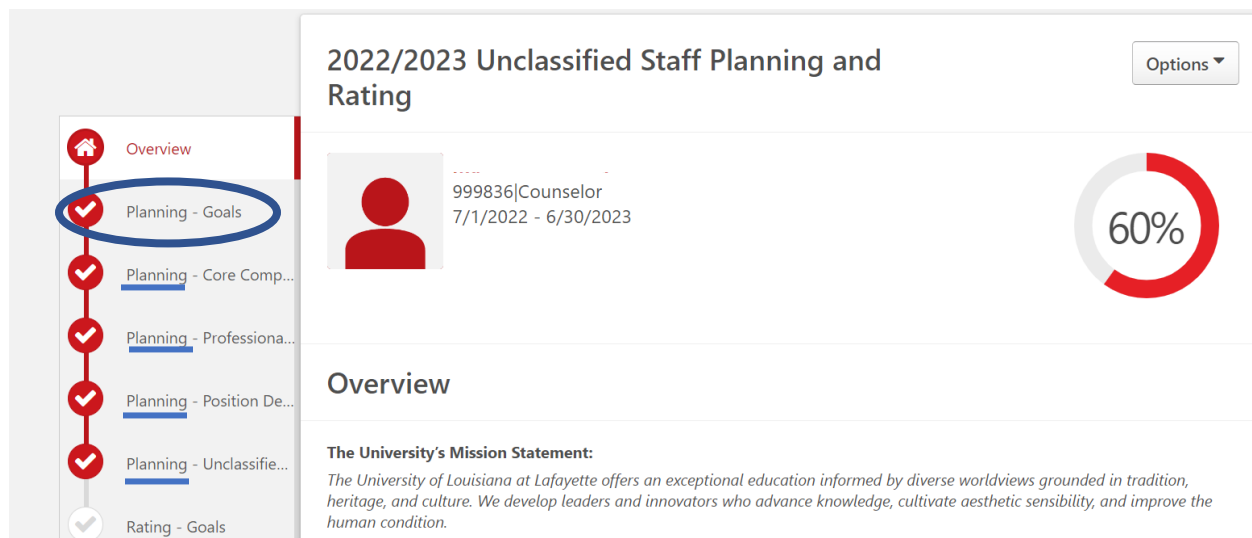 2022/2023 Unclassified Staff Planning and
Rating
Options
Overview
Planning - Goals
Planning - Core Comp...
Planning - Professiona...
Planning - Position De...
Planning - Unclassifie...
Rating - Goals
999836|Counselor
7/1/2022 - 6/30/2023
60%
Overview
The University's Mission Statement:
The University of Louisiana at Lafayette offers an exceptional education informed by diverse worldviews grounded in tradition,
heritage, and culture. We develop leaders and innovators who advance knowledge, cultivate aesthetic sensibility, and improve the
human condition.